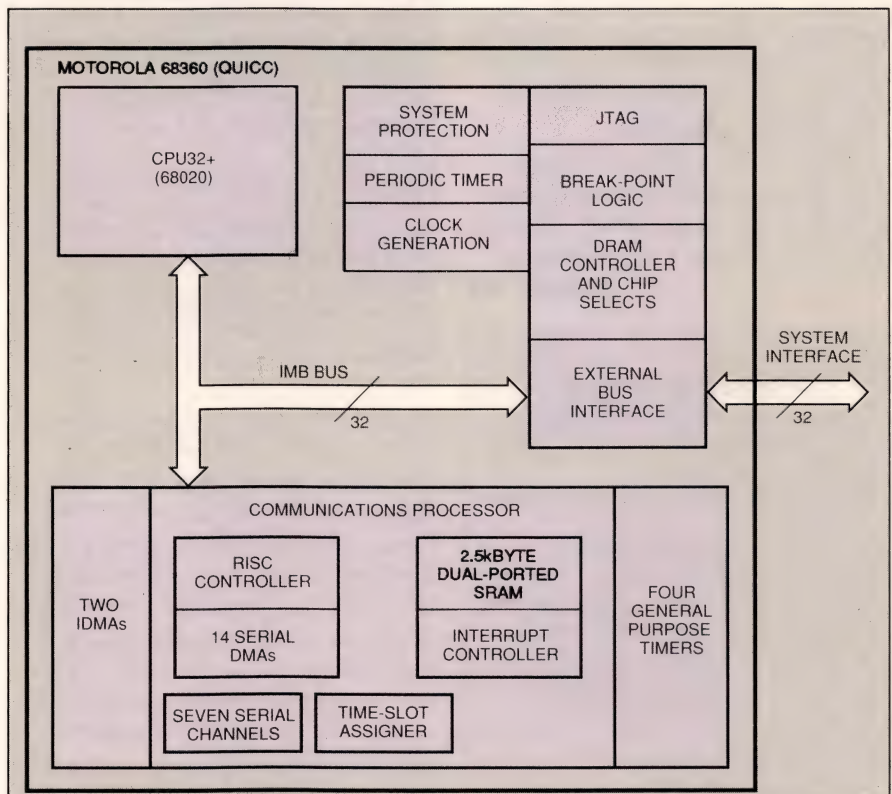 MOTOROLA 68360 (QUICC)
CPU32+
(68020)
SYSTEM
PROTECTION
PERIODIC TIMER
CLOCK
GENERATION
JTAG
BREAK-POINT
LOGIC
DRAM
CONTROLLER
AND CHIP
SELECTS
EXTERNAL
BUS
INTERFACE
IMB BUS
32
SYSTEM
INTERFACE
32
TWO
IDMAs
COMMUNICATIONS PROCESSOR
RISC
CONTROLLER
14 SERIAL
DMAs
2.5kBYTE
DUAL-PORTED
SRAM
INTERRUPT
CONTROLLER
SEVEN SERIAL
CHANNELS
TIME-SLOT
ASSIGNER
FOUR
GENERAL
PURPOSE
TIMERS